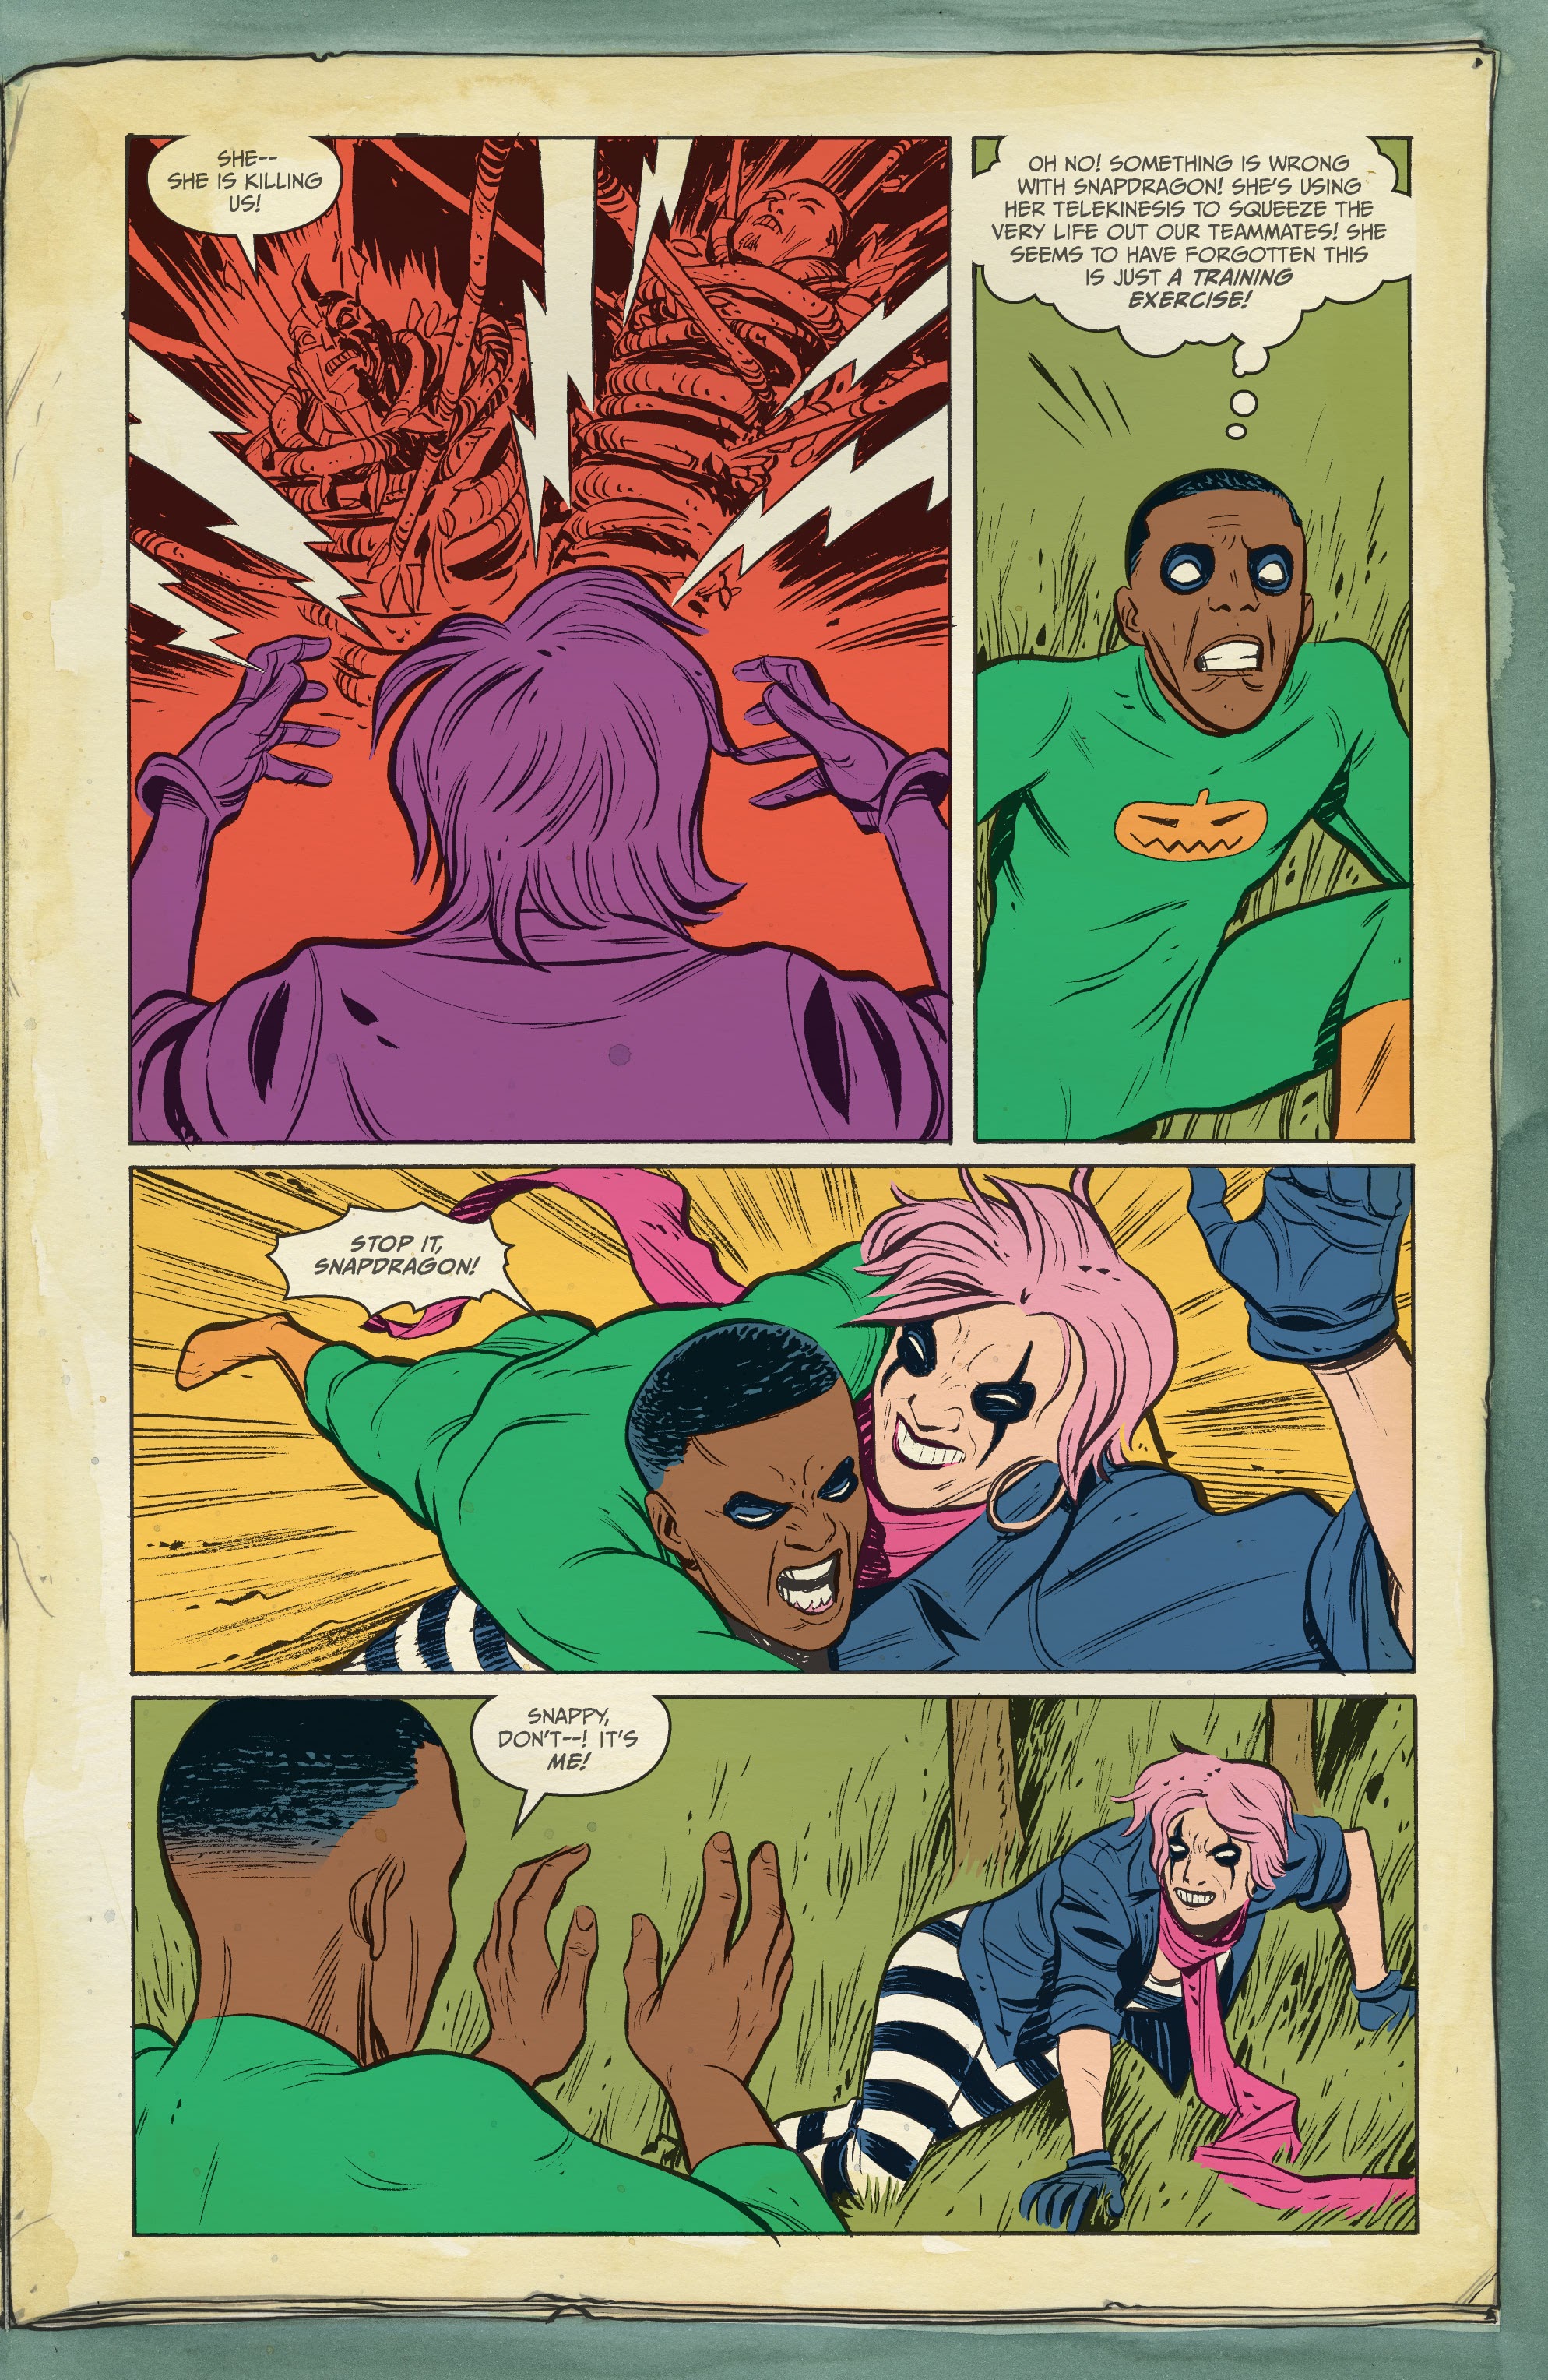 SHE--
SHE IS KILLING
US!
OH NO! SOMETHING IS WRONG
WITH SNAPDRAGON! SHE'S USING
HER TELEKINESIS TO SQUEEZE THE
VERY LIFE OUT OUR TEAMMATES! SHE
SEEMS TO HAVE FORGOTTEN THIS
IS JUST A TRAINING
EXERCISE!
STOP IT,
SNAPDRAGON!
SNAPPY,
DON'T--! IT'S
ME!